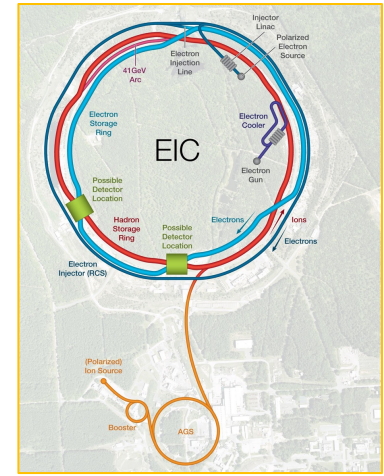 Injector
Linac
Polarized
Electron
Source
Electron
Injection
Line
41GeV
Arc
Electron
Storage
Ring
Electron
Cooler
EIC
Electron
Gun
Possible
Detector
Location
Hadron
Storage
Ring
Possible
Detector
Location
Electrons
Ions
Electrons
Electron
Injector (RCS)
(Polarized)
Ion Source
Booster
AGS